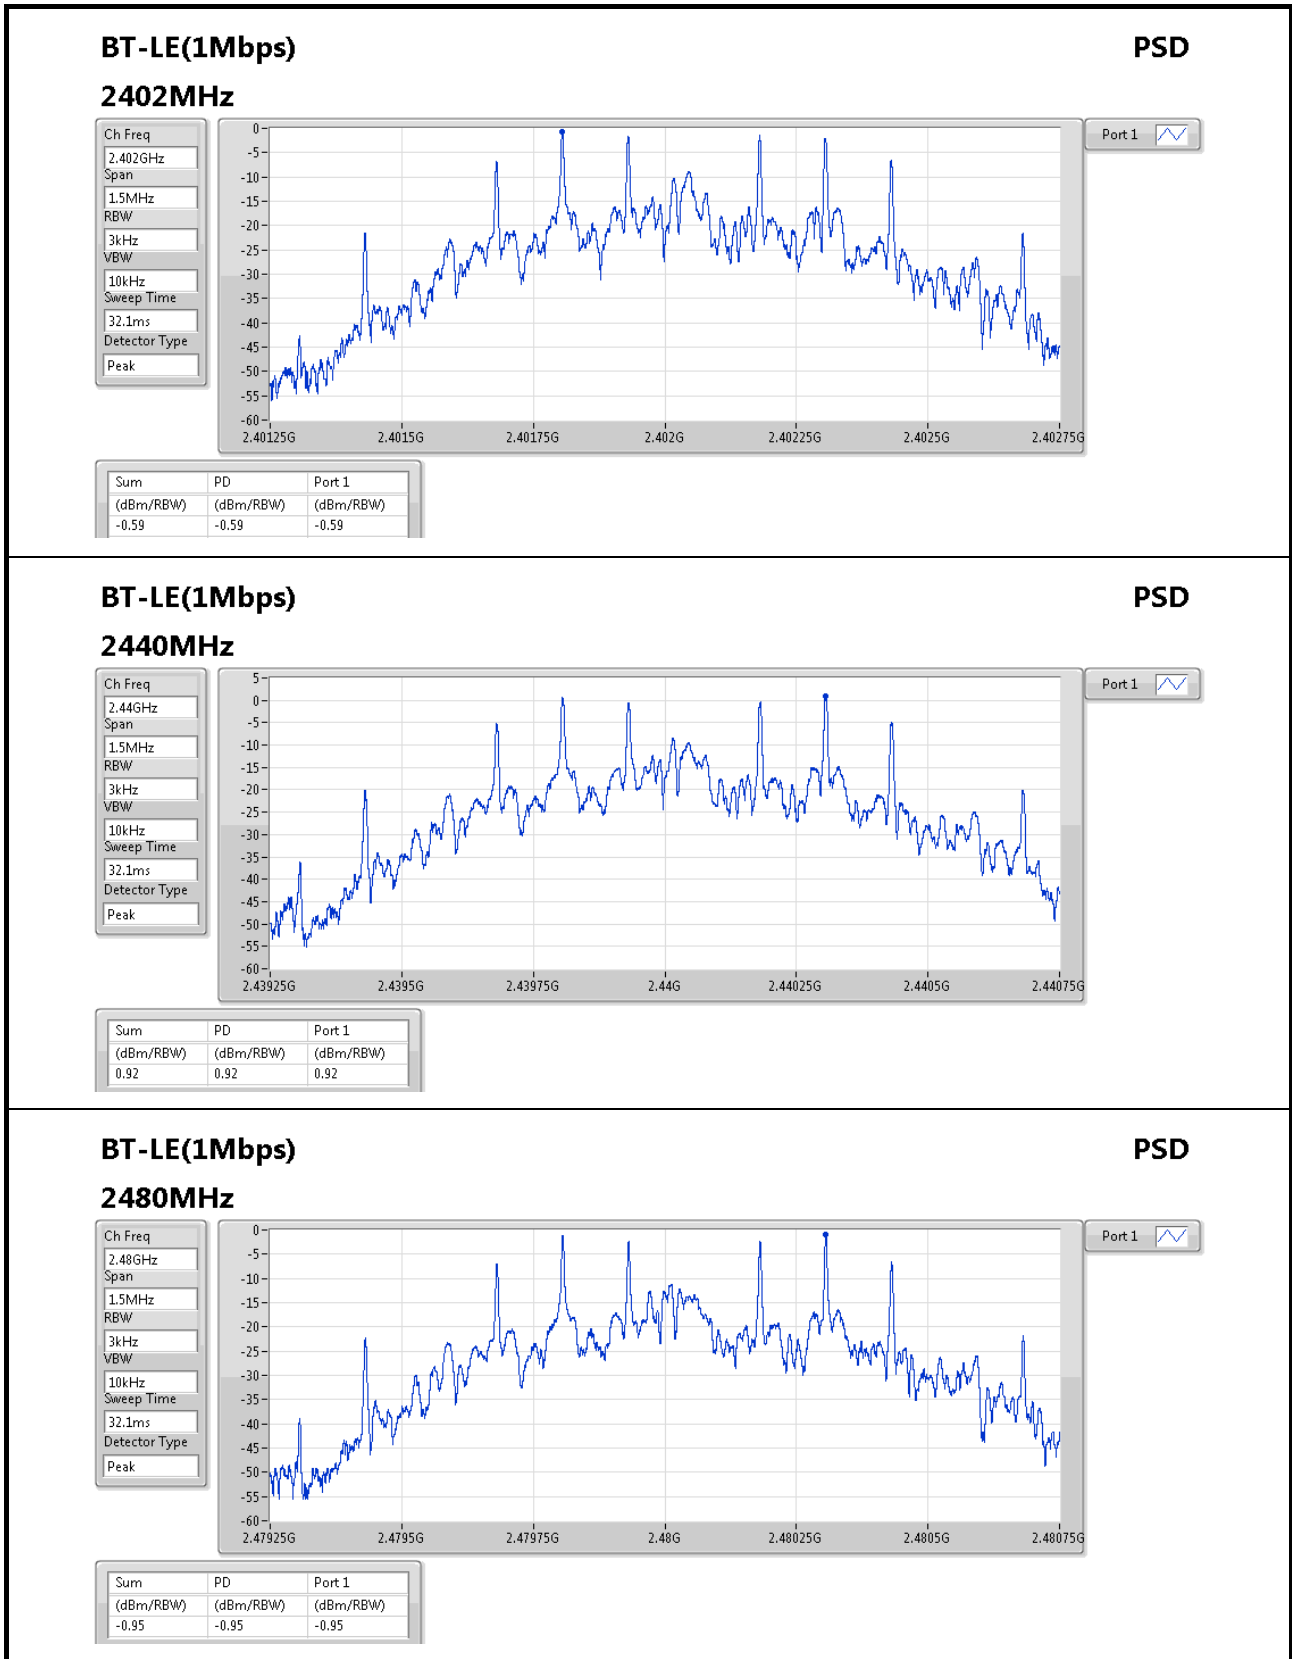 BT-LE(1Mbps) PSD
2402MHz
Ch Freq
2.402GHz
Span
1.5MHz
RBW
3kHz
VBW
10kHz
Sweep Time
32.1ms
Detector Type
Peak
0
-5
-10
-15
-20
-25
-30
-35
-40
-45
-50
-55
-60
2.40125G 2.4015G 2.40175G 2.402G 2.40225G 2.4025G 2.40275G
Port 1
Sum PD Port 1
(dBm/RBW) (dBm/RBW) (dBm/RBW)
-0.59 -0.59 -0.59
BT-LE(1Mbps) PSD
2440MHz
Ch Freq
2.44GHz
Span
1.5MHz
RBW
3kHz
VBW
10kHz
Sweep Time
32.1ms
Detector Type
Peak
5
0
-5
-10
-15
-20
-25
-30
-35
-40
-45
-50
-55
-60
2.43925G 2.4395G 2.43975G 2.44G 2.44025G 2.4405G 2.44075G
Port 1
Sum PD Port 1
(dBm/RBW) (dBm/RBW) (dBm/RBW)
0.92 0.92 0.92
BT-LE(1Mbps) PSD
2480MHz
Ch Freq
2.48GHz
Span
1.5MHz
RBW
3kHz
VBW
10kHz
Sweep Time
32.1ms
Detector Type
Peak
0
-5
-10
-15
-20
-25
-30
-35
-40
-45
-50
-55
-60
2.47925G 2.4795G 2.47975G 2.48G 2.48025G 2.4805G 2.48075G
Port 1
Sum PD Port 1
(dBm/RBW) (dBm/RBW) (dBm/RBW)
-0.95 -0.95 -0.95